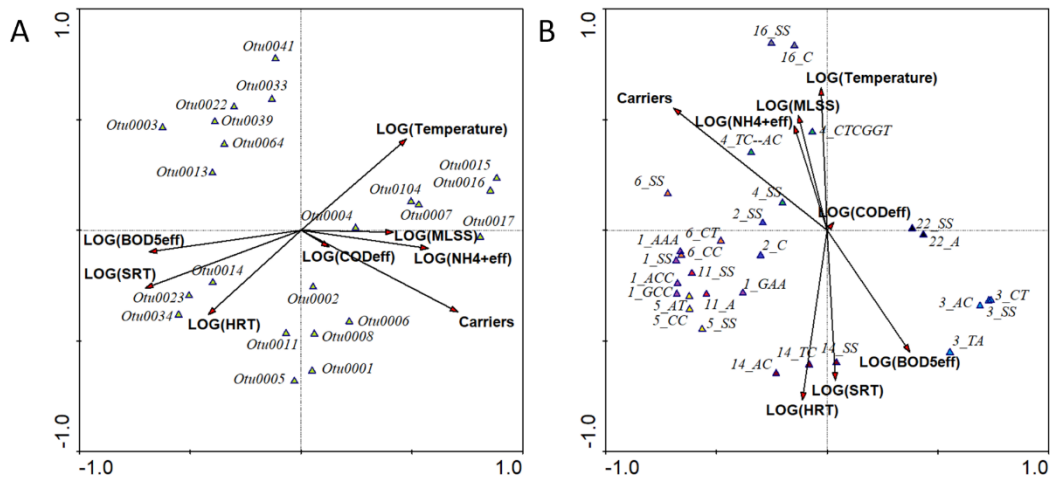 A
1.0
Otu0041
Otu0033
Otu0022
Otu0003
Otu0039
Otu0064
Otu0013
LOG(Temperature)
Otu0015
Otu0016
Otu0104
Otu0007
Otu0004
Otu0017
LOG(BOD5eff)
LOG(MLSS)
LOG(CODeff)
LOG(NH4+eff)
LOG(SRT)
Otu0014
Otu0023
Otu0034
LOG(HRT)
Otu0002
Carriers
Otu0006
Otu0011
Otu0008
Otu0005
Otu0001
-1.0
-1.0
1.0
B
1.0
16_SS
16_C
LOG(Temperature)
Carriers
LOG(MLSS)
LOG(NH4+eff)
4_CTCGGT
4_TC--AC
6_SS
4_SS
LOG(CODeff)
2_SS
22_SS
22_A
6_CT
1_AAA
6_CC
2_C
1_SS
11_SS
1_ACC
1_GAA
1_GCC
11_A
5_AT
5_CC
5_SS
3_AC
3_CT
3_SS
3_TA
14_TC
14_SS
14_AC
LOG(BOD5eff)
LOG(SRT)
LOG(HRT)
-1.0
-1.0
1.0